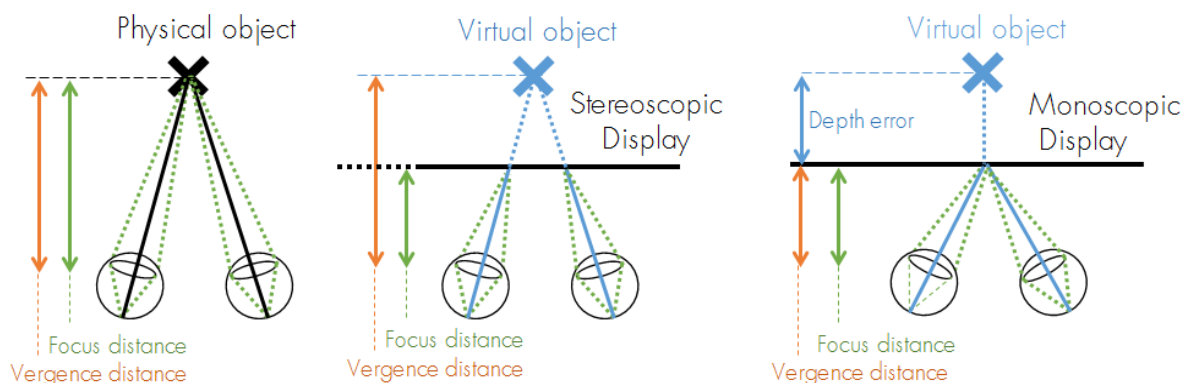 Physical object
Focus distance
Vergence distance
Virtual object
Stereoscopic
Display
Focus distance
Vergence distance
Virtual object
Depth error
Monoscopic
Display
Focus distance
Vergence distance